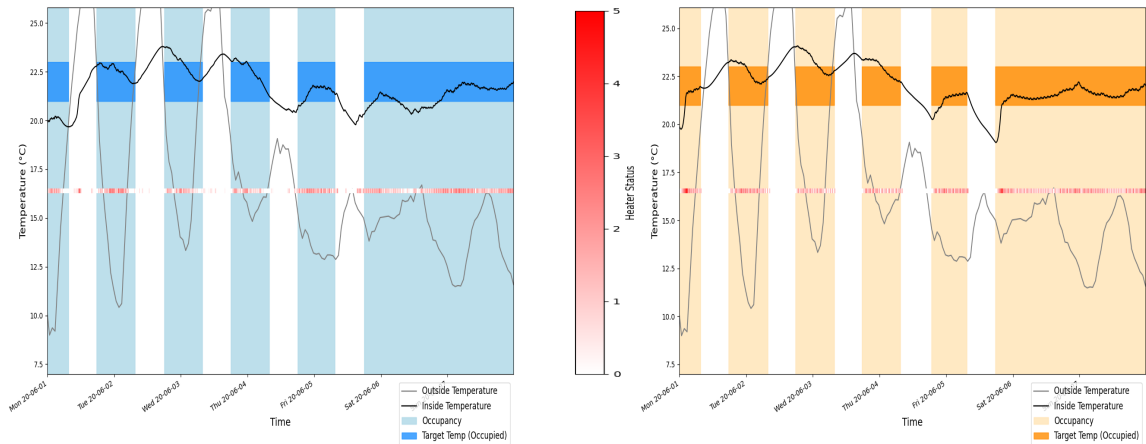 25.0
22.5
20.0
17.5
15.0
12.5
10.0
7.5
Temperature (°C)
Mon 20-06-01
Tue 20-06-02
Wed 20-06-03
Thu 20-06-04
Fri 20-06-05
Sat 20-06-06
Time
Outside Temperature
Inside Temperature
Occupancy
Target Temp (Occupied)
5
4
3
2
1
0
Heater Status
25.0
22.5
20.0
17.5
15.0
12.5
10.0
7.5
Temperature (°C)
Mon 20-06-01
Tue 20-06-02
Wed 20-06-03
Thu 20-06-04
Fri 20-06-05
Sat 20-06-06
Time
Outside Temperature
Inside Temperature
Occupancy
Target Temp (Occupied)